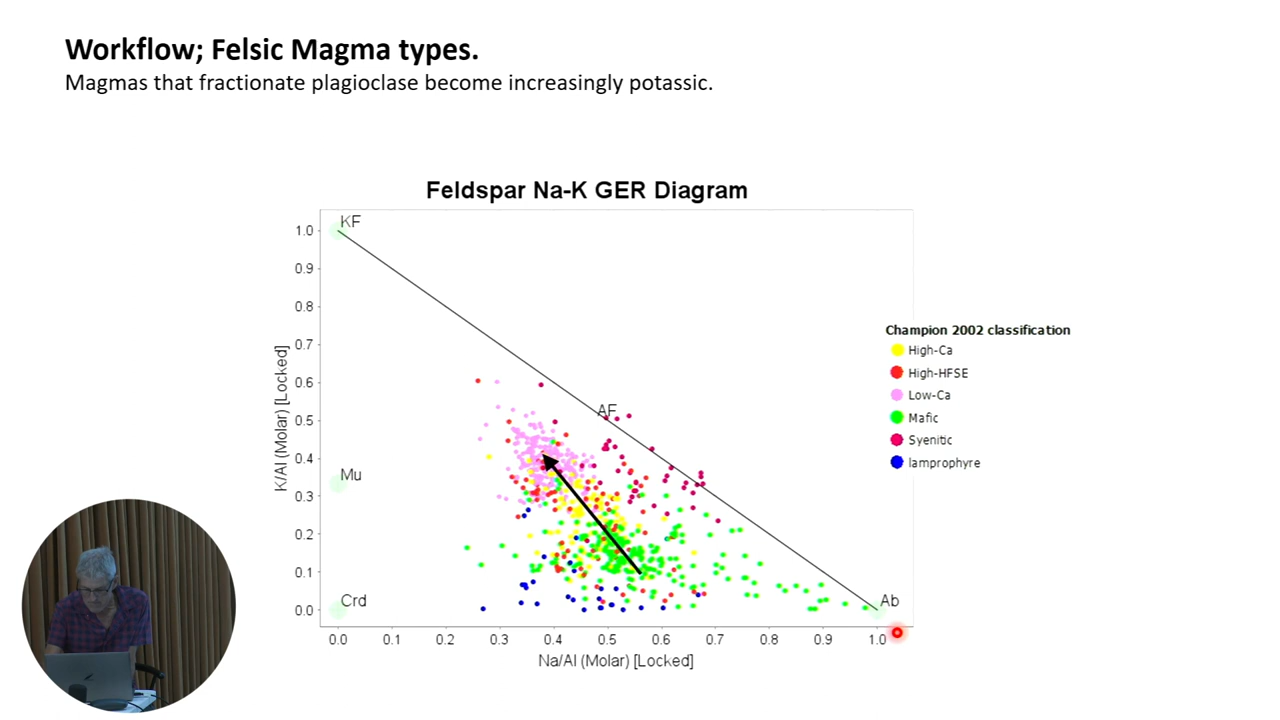 Workflow; Felsic Magma types.
Magmas that fractionate plagioclase become increasingly potassic.
Feldspar Na-K GER Diagram
KF
1.0
0.9
0.8
0.7
0.6
0.5
0.4
0.3
0.2
0.1
0.0
K/Al (Molar) [Locked]
AF
Mu
Crd
Ab
0.0 0.1 0.2 0.3 0.4 0.5 0.6 0.7 0.8 0.9 1.0
Na/Al (Molar) [Locked]
Champion 2002 classification
High-Ca
High-HFSE
Low-Ca
Mafic
Syenitic
lamprophyre